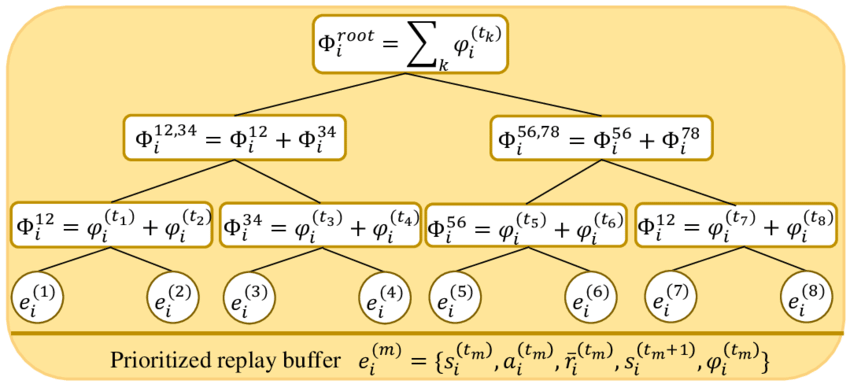 Φ_i^{root} = ∑_k φ_i^{(t_k)}
Φ_i^{12,34} = Φ_i^{12} + Φ_i^{34}
Φ_i^{56,78} = Φ_i^{56} + Φ_i^{78}
Φ_i^{12} = φ_i^{(t_1)} + φ_i^{(t_2)}
Φ_i^{34} = φ_i^{(t_3)} + φ_i^{(t_4)}
Φ_i^{56} = φ_i^{(t_5)} + φ_i^{(t_6)}
Φ_i^{12} = φ_i^{(t_7)} + φ_i^{(t_8)}
e_i^{(1)}
e_i^{(2)}
e_i^{(3)}
e_i^{(4)}
e_i^{(5)}
e_i^{(6)}
e_i^{(7)}
e_i^{(8)}
Prioritized replay buffer e_i^{(m)} = {s_i^{(t_m)}, a_i^{(t_m)}, r̄_i^{(t_m)}, s_i^{(t_m+1)}, φ_i^{(t_m)}}